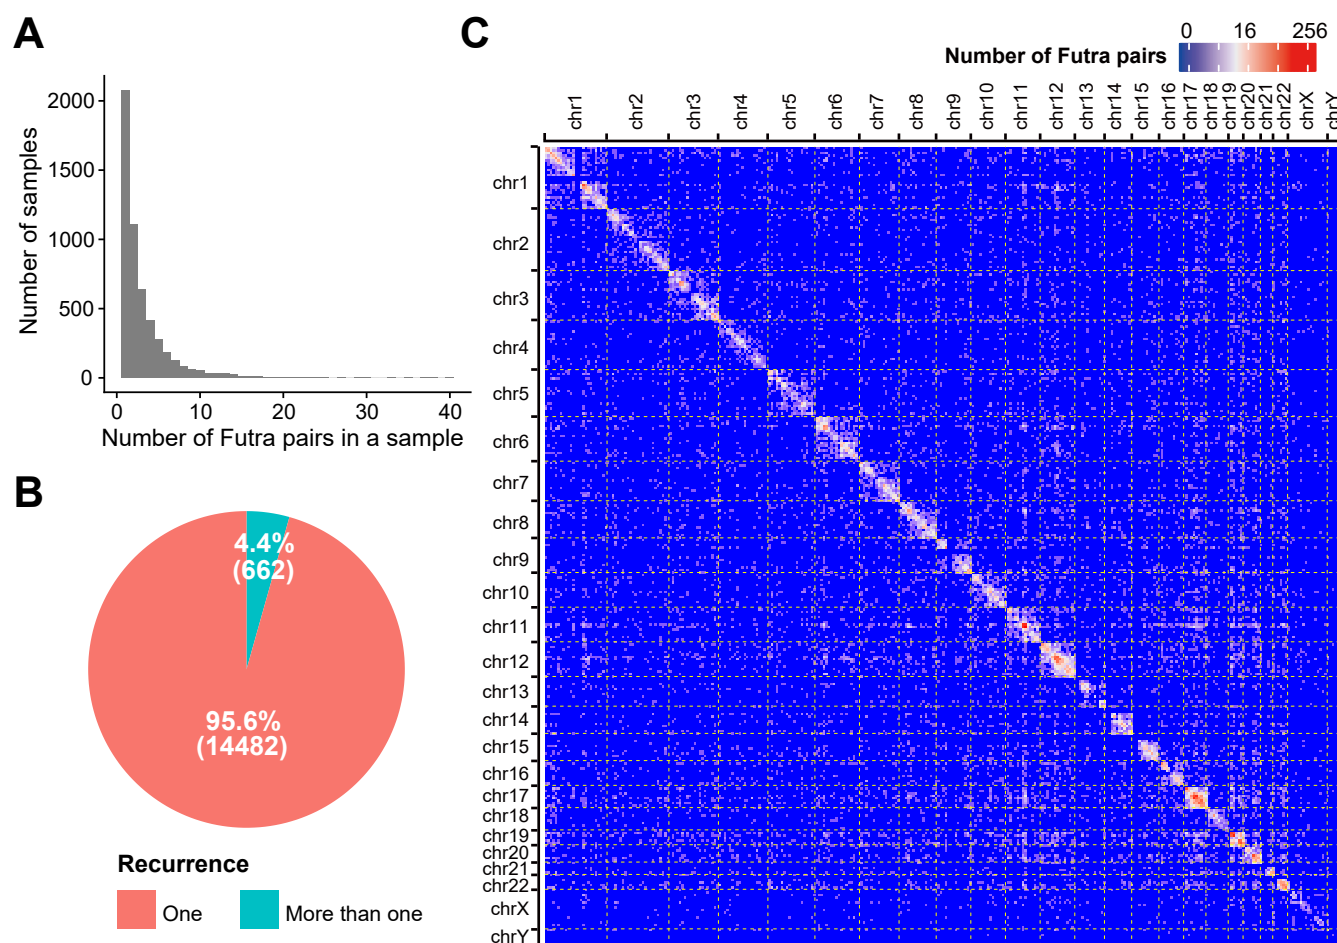 A
2000
1500
1000
500
0
Number of samples
0 10 20 30 40
Number of Futra pairs in a sample
B
4.4%
(662)
95.6%
(14482)
Recurrence
One
More than one
C
Number of Futra pairs
0 16 256
chr1 chr2 chr3 chr4 chr5 chr6 chr7 chr8 chr9 chr10 chr11 chr12 chr13 chr14 chr15 chr16 chr17 chr18 chr19 chr20 chr21 chr22 chrX chrY
chr1
chr2
chr3
chr4
chr5
chr6
chr7
chr8
chr9
chr10
chr11
chr12
chr13
chr14
chr15
chr16
chr17
chr18
chr19
chr20
chr21
chr22
chrX
chrY